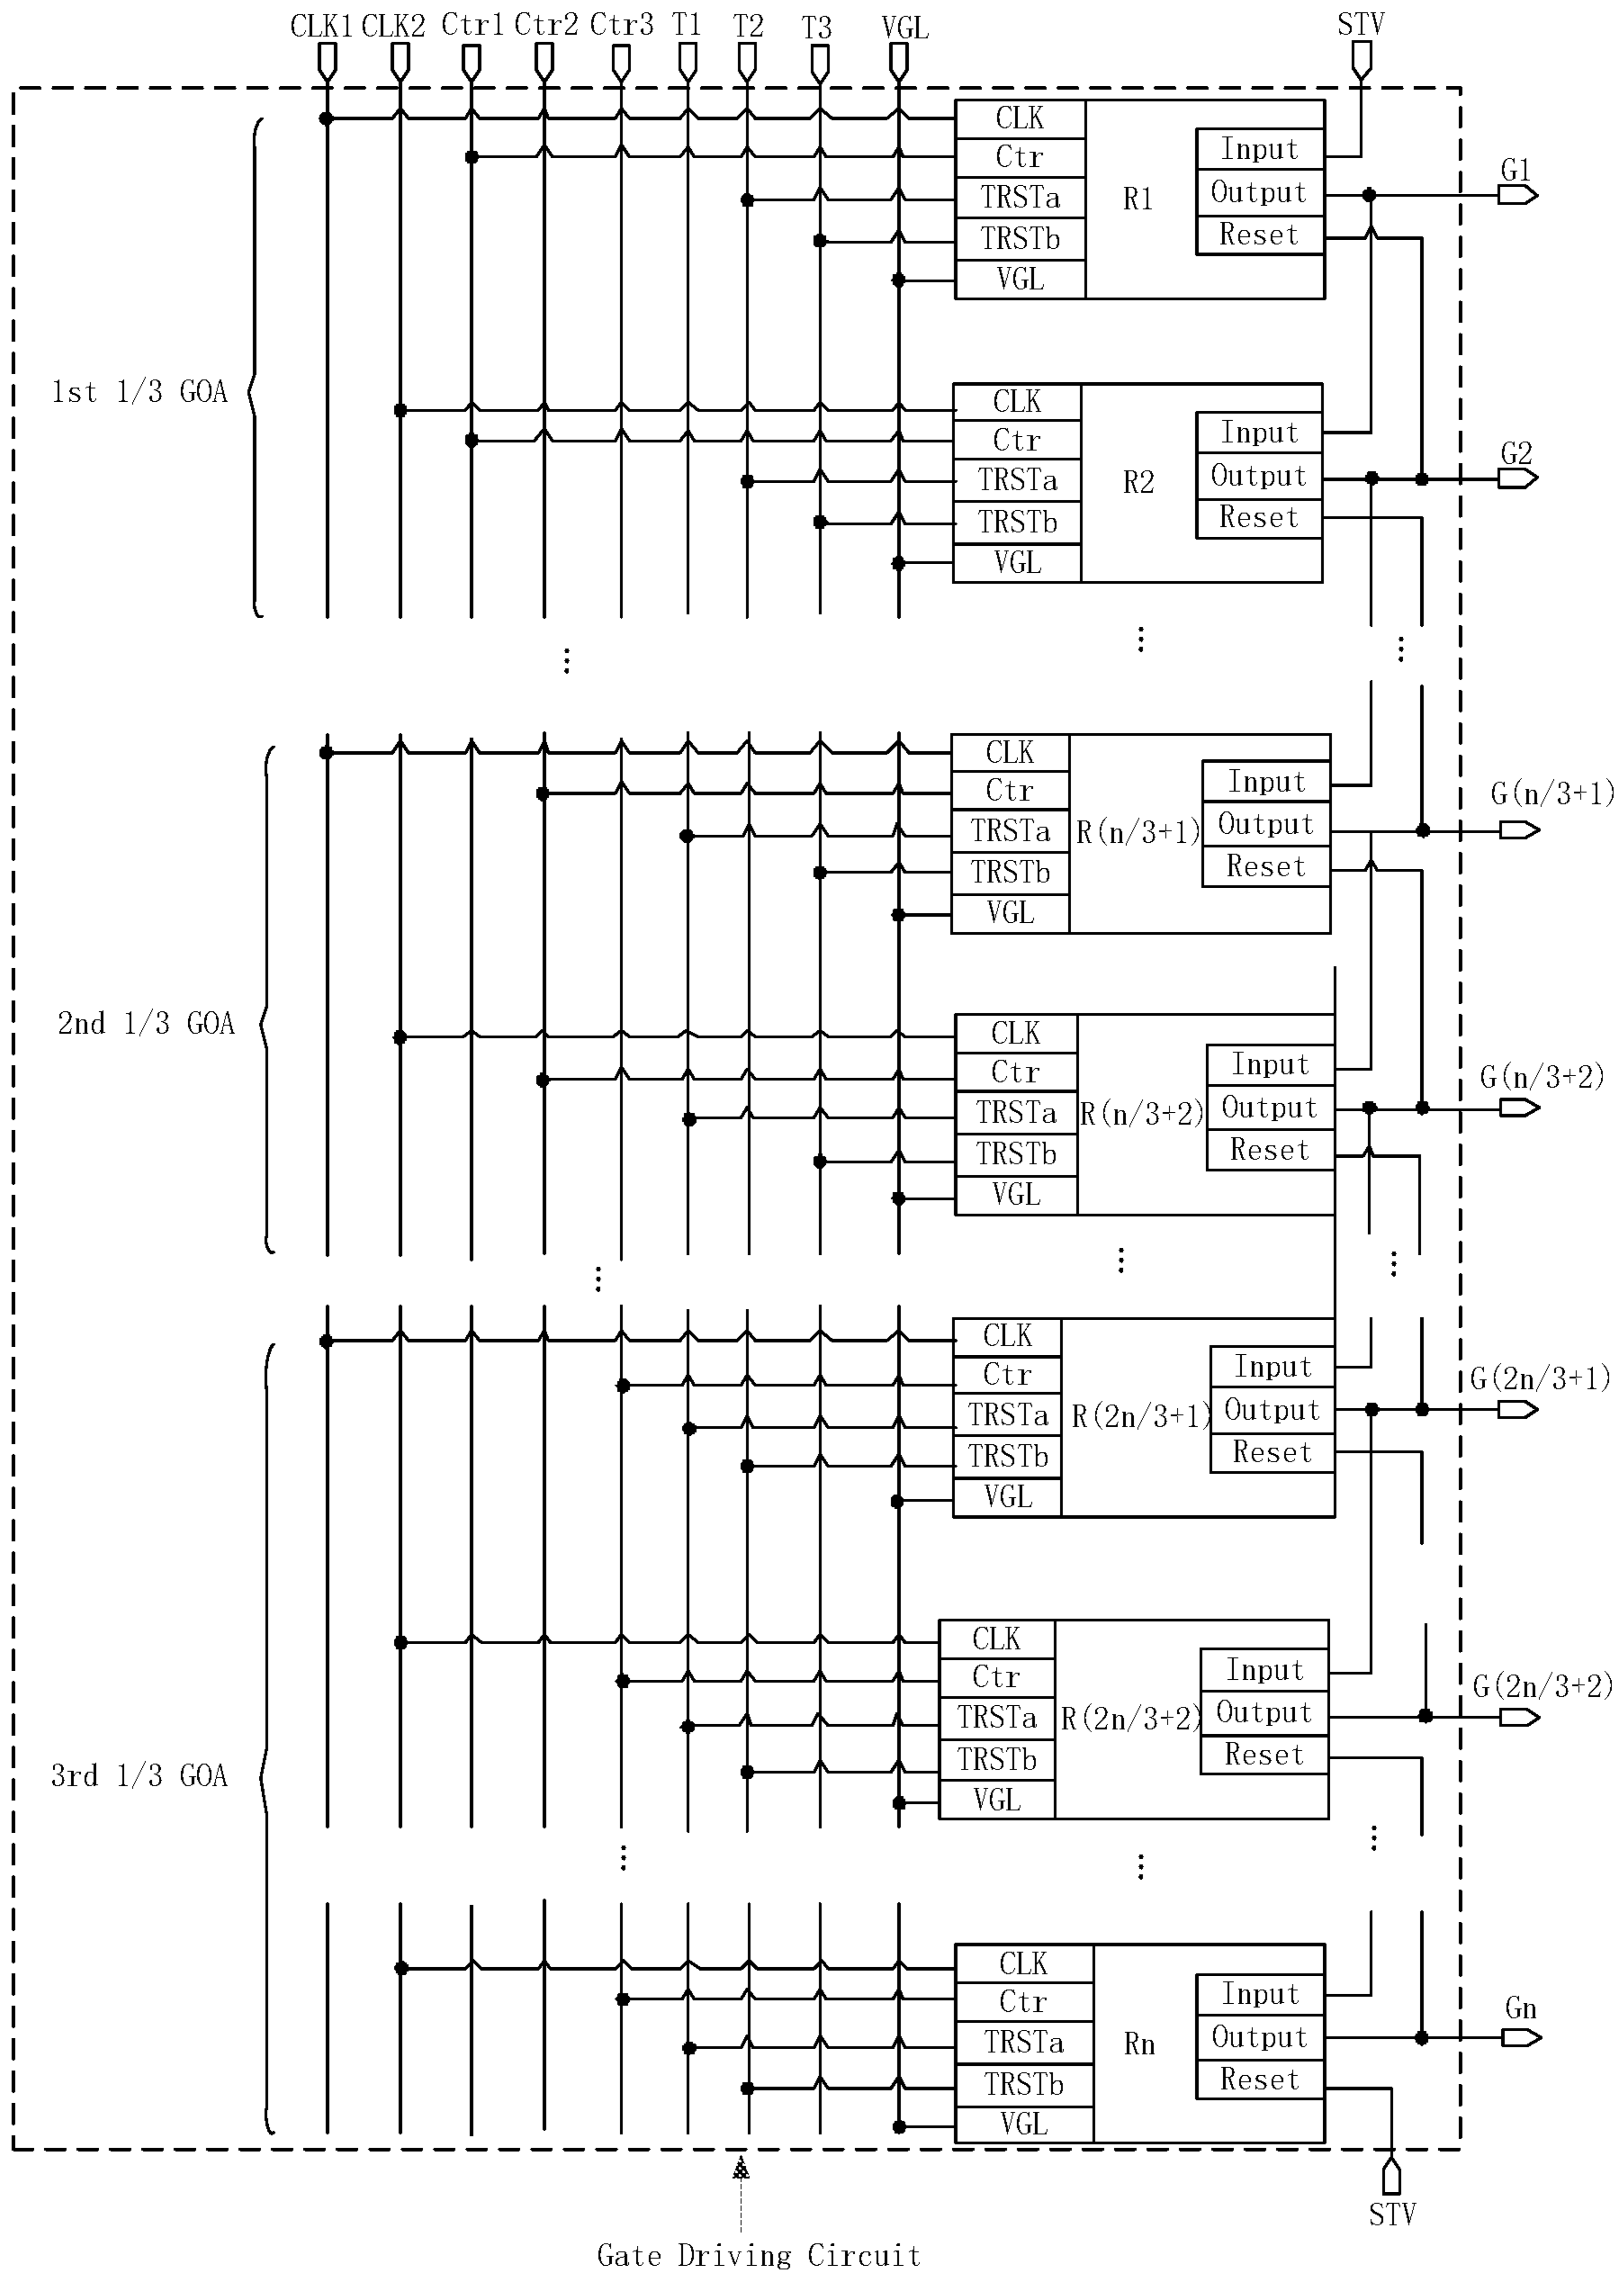 CLK1 CLK2 Ctr1 Ctr2 Ctr3 T1 T2 T3 VGL STV
CLK
Ctr
TRSTa
TRSTb
VGL
R1
Input
Output
Reset
G1
1st 1/3 GOA
CLK
Ctr
TRSTa
TRSTb
VGL
R2
Input
Output
Reset
G2
CLK
Ctr
TRSTa
TRSTb
VGL
R(n/3+1)
Input
Output
Reset
G(n/3+1)
2nd 1/3 GOA
CLK
Ctr
TRSTa
TRSTb
VGL
R(n/3+2)
Input
Output
Reset
G(n/3+2)
CLK
Ctr
TRSTa
TRSTb
VGL
R(2n/3+1)
Input
Output
Reset
G(2n/3+1)
3rd 1/3 GOA
CLK
Ctr
TRSTa
TRSTb
VGL
R(2n/3+2)
Input
Output
Reset
G(2n/3+2)
CLK
Ctr
TRSTa
TRSTb
VGL
Rn
Input
Output
Reset
Gn
STV
Gate Driving Circuit